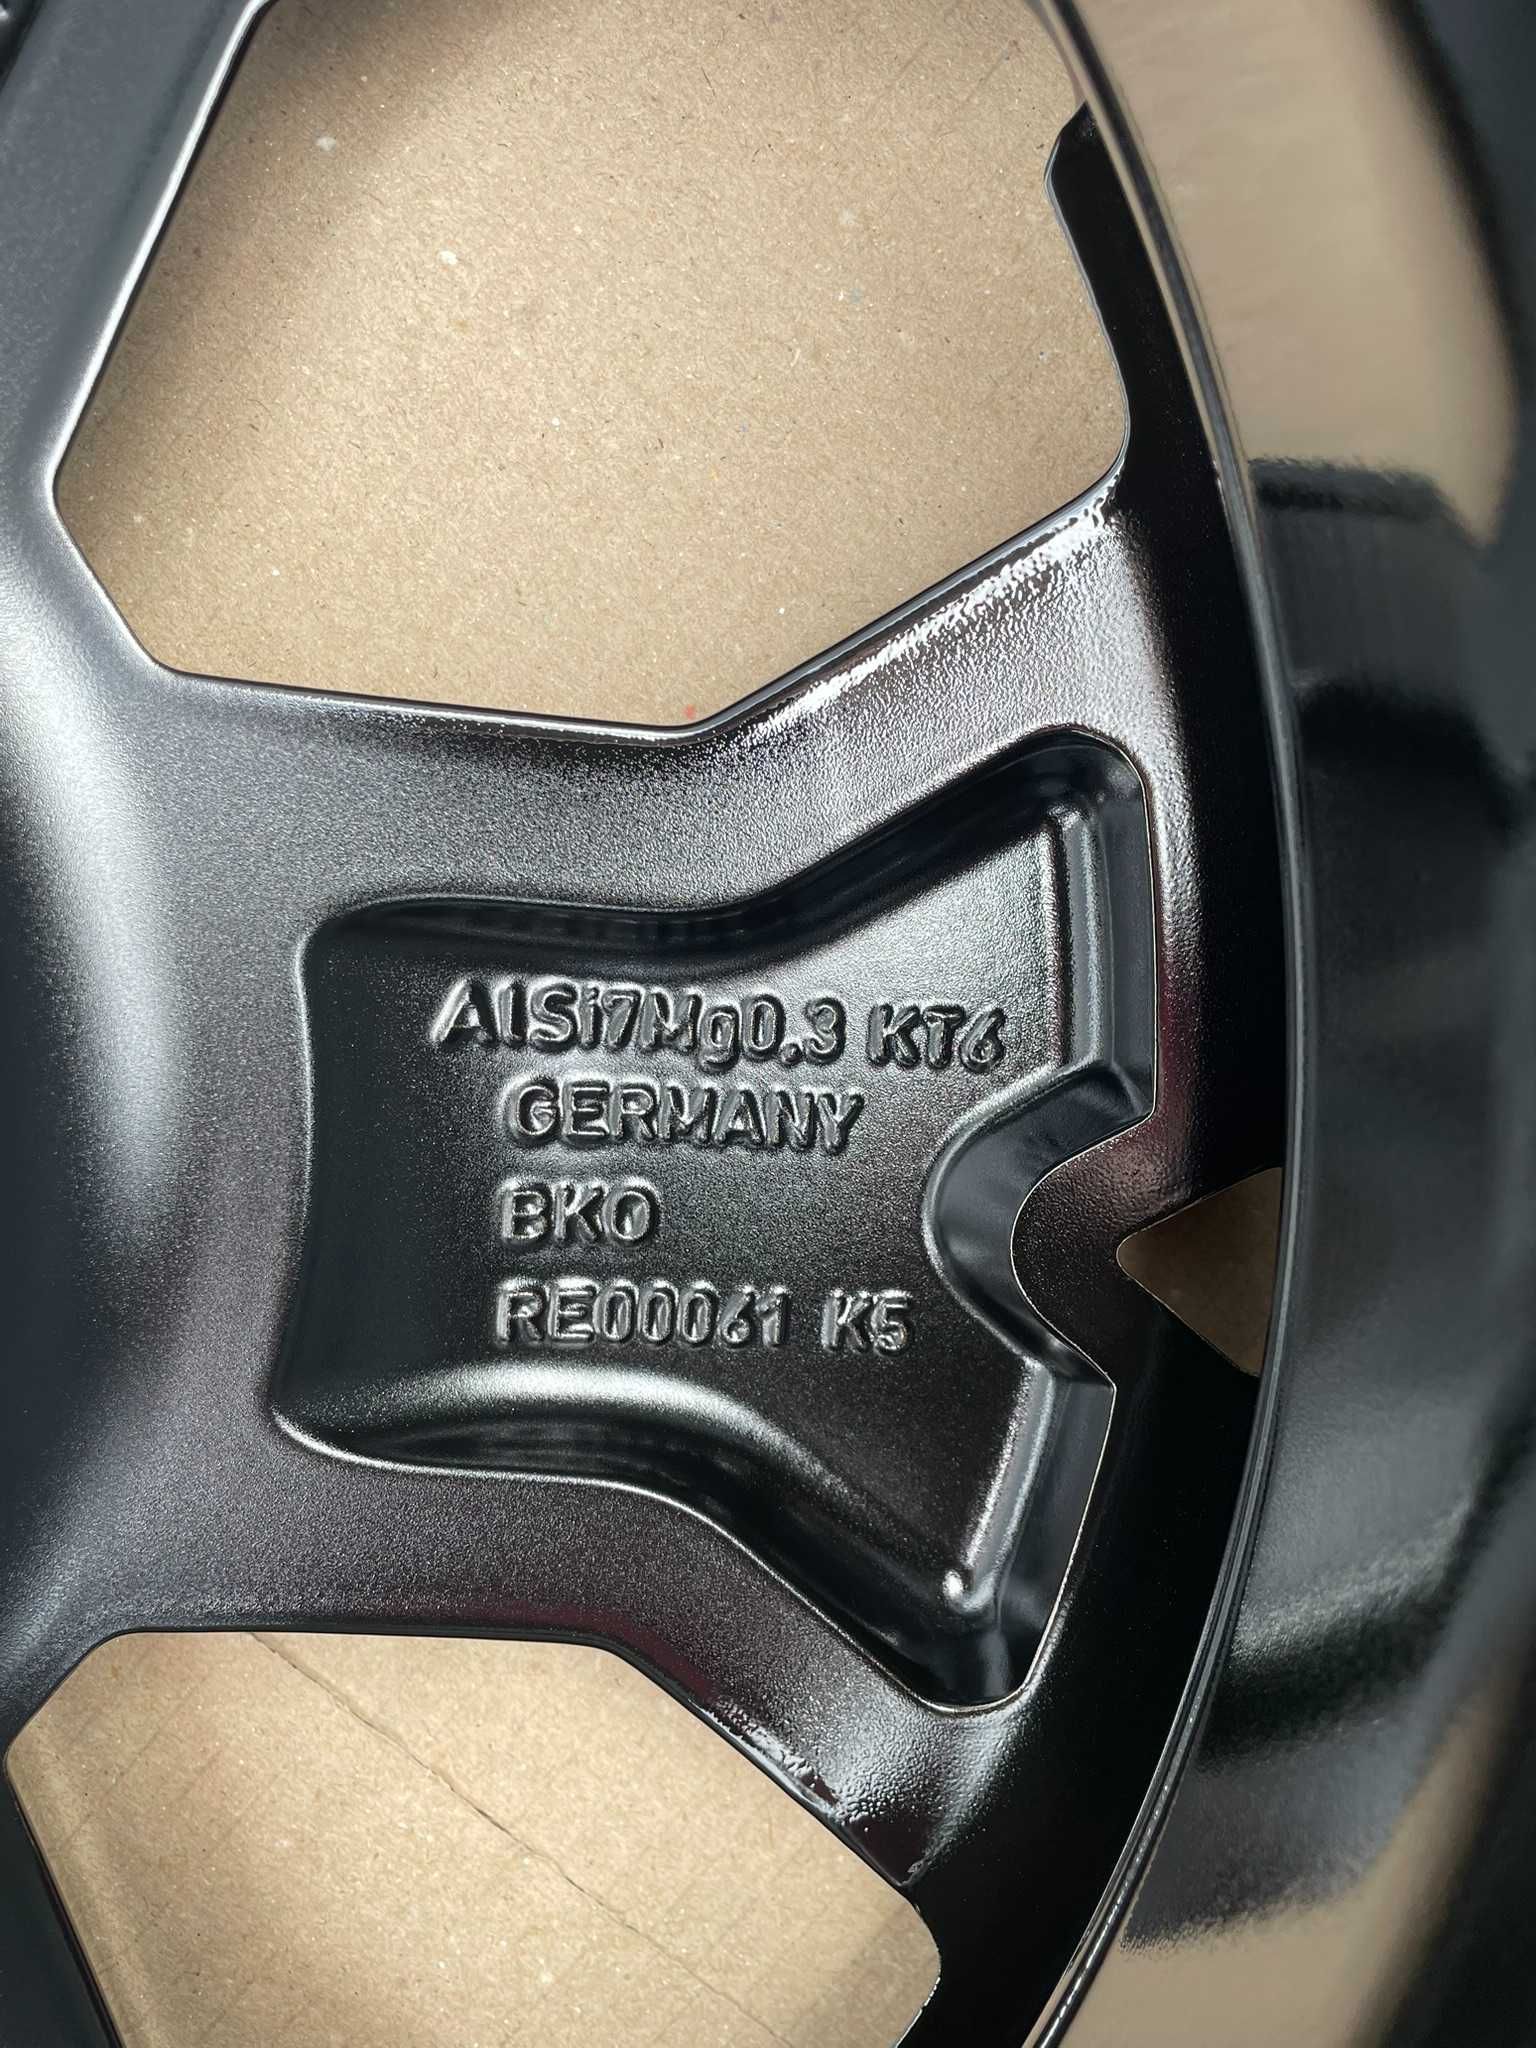 AlSi7Mg0.3 KT6
GERMANY
BKO
RE00061 K5